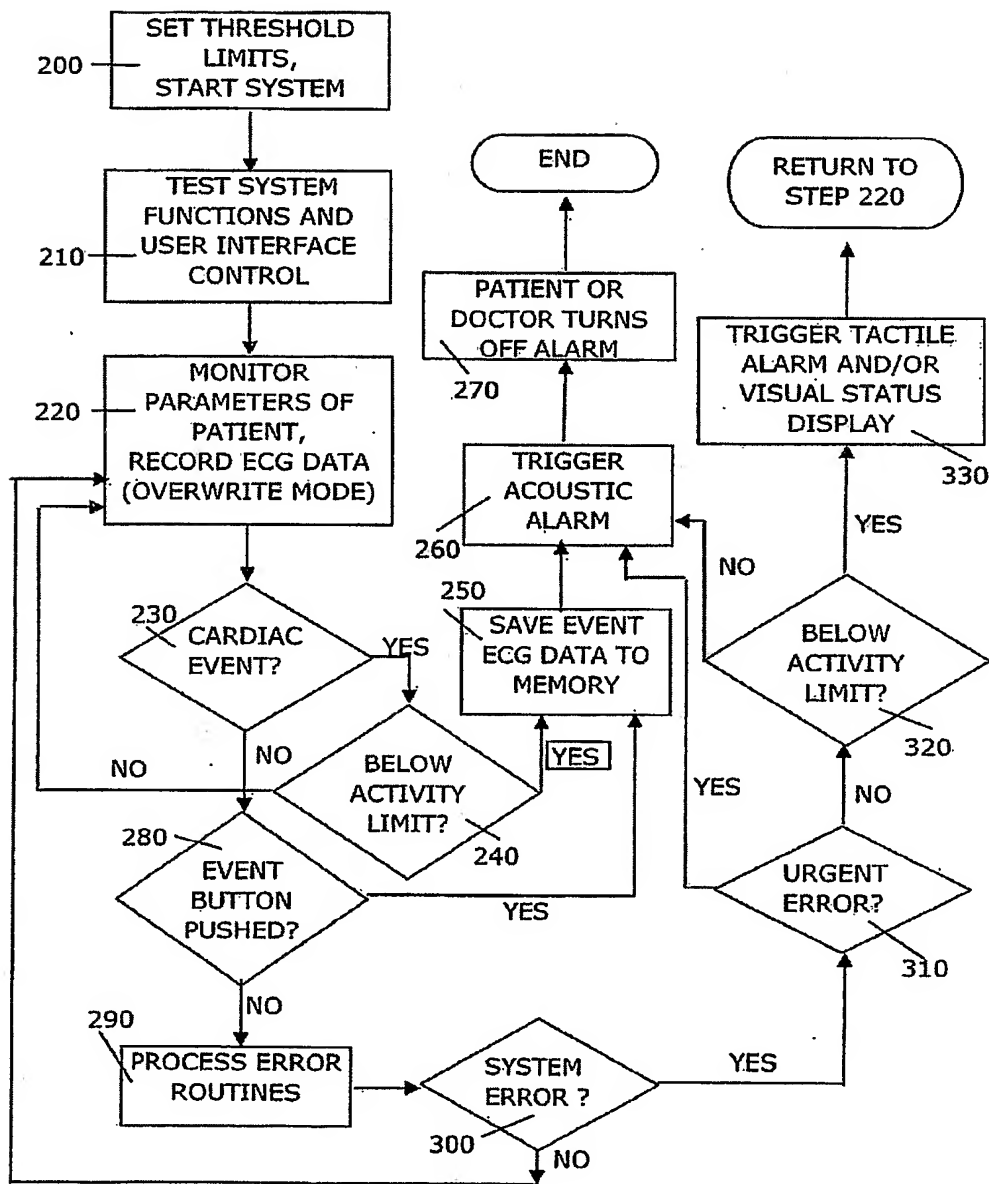 SET THRESHOLD
LIMITS,
START SYSTEM
200
TEST SYSTEM
FUNCTIONS AND
USER INTERFACE
CONTROL
210
MONITOR
PARAMETERS OF
PATIENT,
RECORD ECG DATA
(OVERWRITE MODE)
220
230
CARDIAC
EVENT?
YES
NO
NO
BELOW
ACTIVITY
LIMIT?
240
YES
280
EVENT
BUTTON
PUSHED?
YES
NO
290
PROCESS ERROR
ROUTINES
SYSTEM
ERROR ?
300
YES
NO
END
PATIENT OR
DOCTOR TURNS
OFF ALARM
270
TRIGGER
ACOUSTIC
ALARM
260
250
SAVE EVENT
ECG DATA TO
MEMORY
RETURN TO
STEP 220
TRIGGER TACTILE
ALARM AND/OR
VISUAL STATUS
DISPLAY
330
YES
NO
BELOW
ACTIVITY
LIMIT?
320
YES
NO
URGENT
ERROR?
310